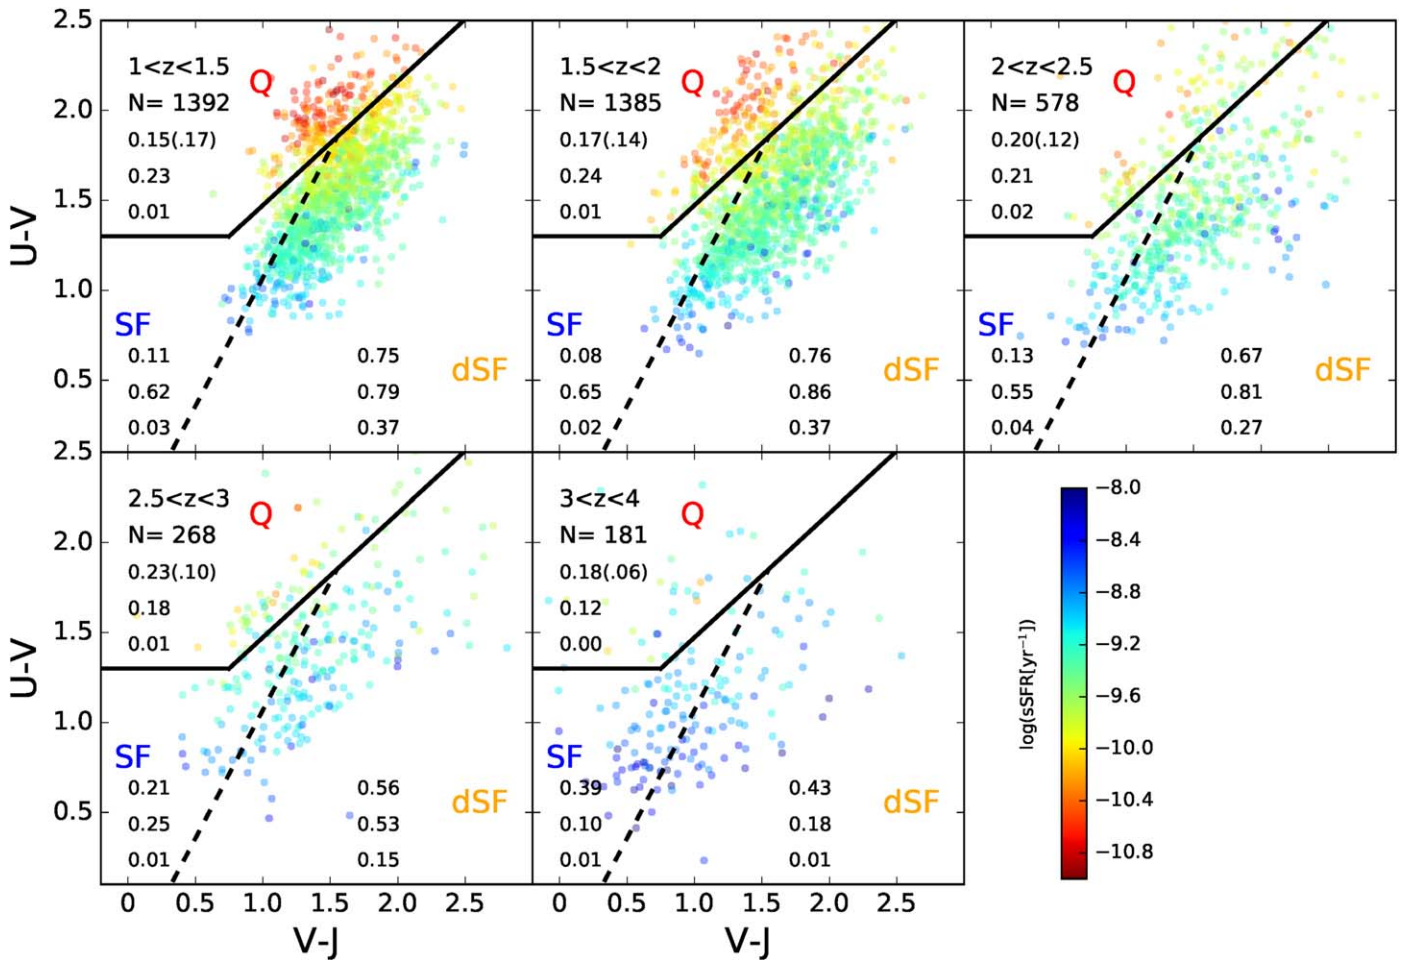 2.5
2.0
1.5
1.0
0.5
U-V
1<z<1.5
Q
N= 1392
0.15(.17)
0.23
0.01
SF
0.11
0.62
0.03
0.75
0.79
0.37
dSF
1.5<z<2
Q
N= 1385
0.17(.14)
0.24
0.01
SF
0.08
0.65
0.02
0.76
0.86
0.37
dSF
2<z<2.5
Q
N= 578
0.20(.12)
0.21
0.02
SF
0.13
0.55
0.04
0.67
0.81
0.27
dSF
2.5
2.0
1.5
1.0
0.5
U-V
2.5<z<3
Q
N= 268
0.23(.10)
0.18
0.01
SF
0.21
0.25
0.01
0.56
0.53
0.15
dSF
0 0.5 1.0 1.5 2.0 2.5
V-J
3<z<4
Q
N= 181
0.18(.06)
0.12
0.00
SF
0.39
0.10
0.01
0.43
0.18
0.01
dSF
0 0.5 1.0 1.5 2.0 2.5
V-J
log(sSFR[yr⁻¹])
−8.0
−8.4
−8.8
−9.2
−9.6
−10.0
−10.4
−10.8